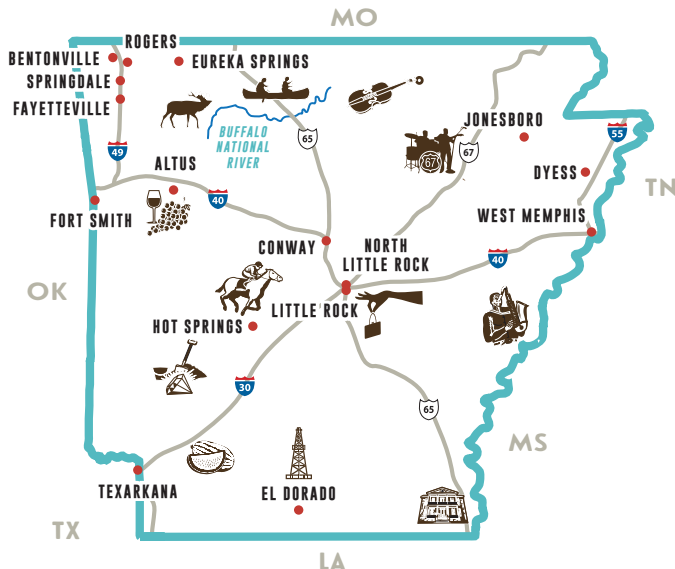 MO
ROGERS
BENTONVILLE
EUREKA SPRINGS
SPRINGDALE
FAYETTEVILLE
BUFFALO
NATIONAL
RIVER
65
67
67
JONESBORO
55
49
ALTUS
DYESS
TN
40
FORT SMITH
WEST MEMPHIS
CONWAY
NORTH
LITTLE ROCK
40
OK
LITTLE ROCK
HOT SPRINGS
30
65
MS
TEXARKANA
EL DORADO
TX
LA